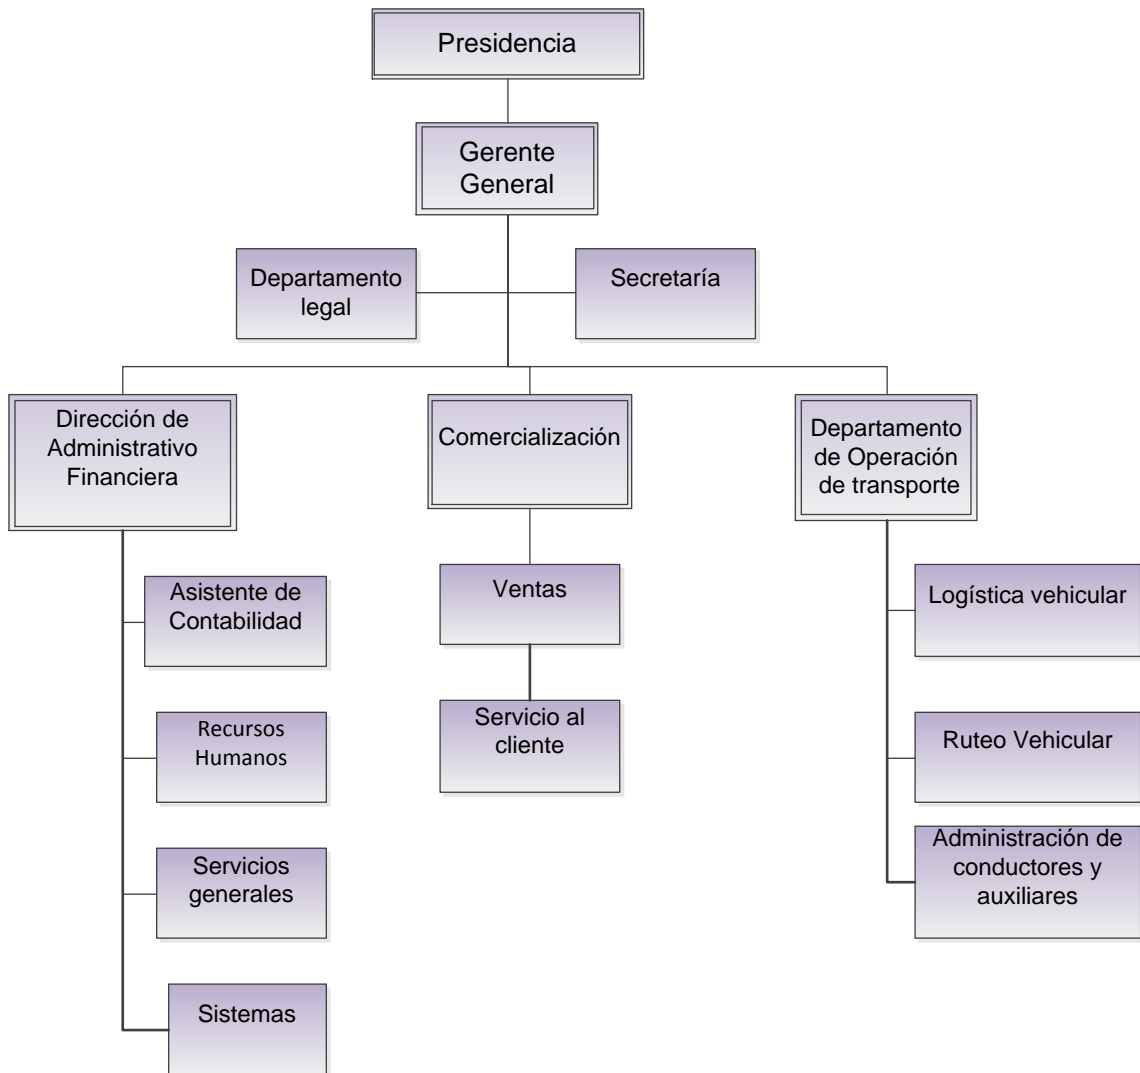 Presidencia
Gerente
General
Departamento
legal
Secretaría
Dirección de
Administrativo
Financiera
Comercialización
Departamento
de Operación
de transporte
Asistente de
Contabilidad
Recursos
Humanos
Servicios
generales
Sistemas
Ventas
Servicio al
cliente
Logística vehicular
Ruteo Vehicular
Administración de
conductores y
auxiliares